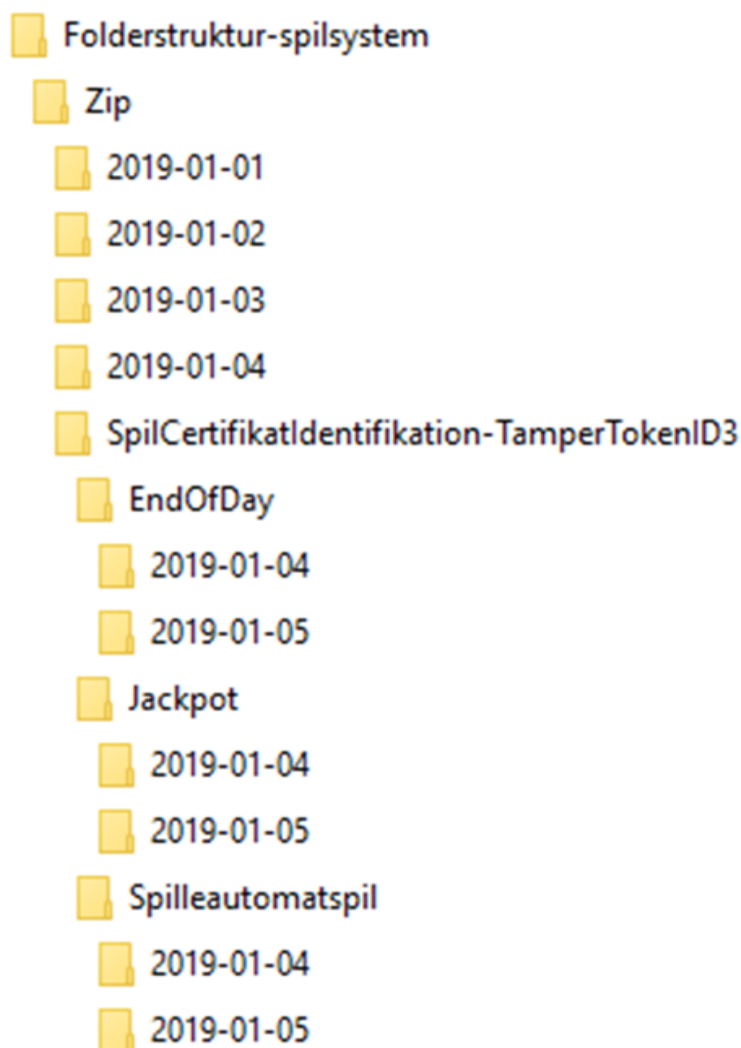 Folderstruktur-spilsystem
Zip
2019-01-01
2019-01-02
2019-01-03
2019-01-04
SpilCertifikatIdentifikation-TamperTokenID3
EndOfDay
2019-01-04
2019-01-05
Jackpot
2019-01-04
2019-01-05
Spilleautomatspil
2019-01-04
2019-01-05